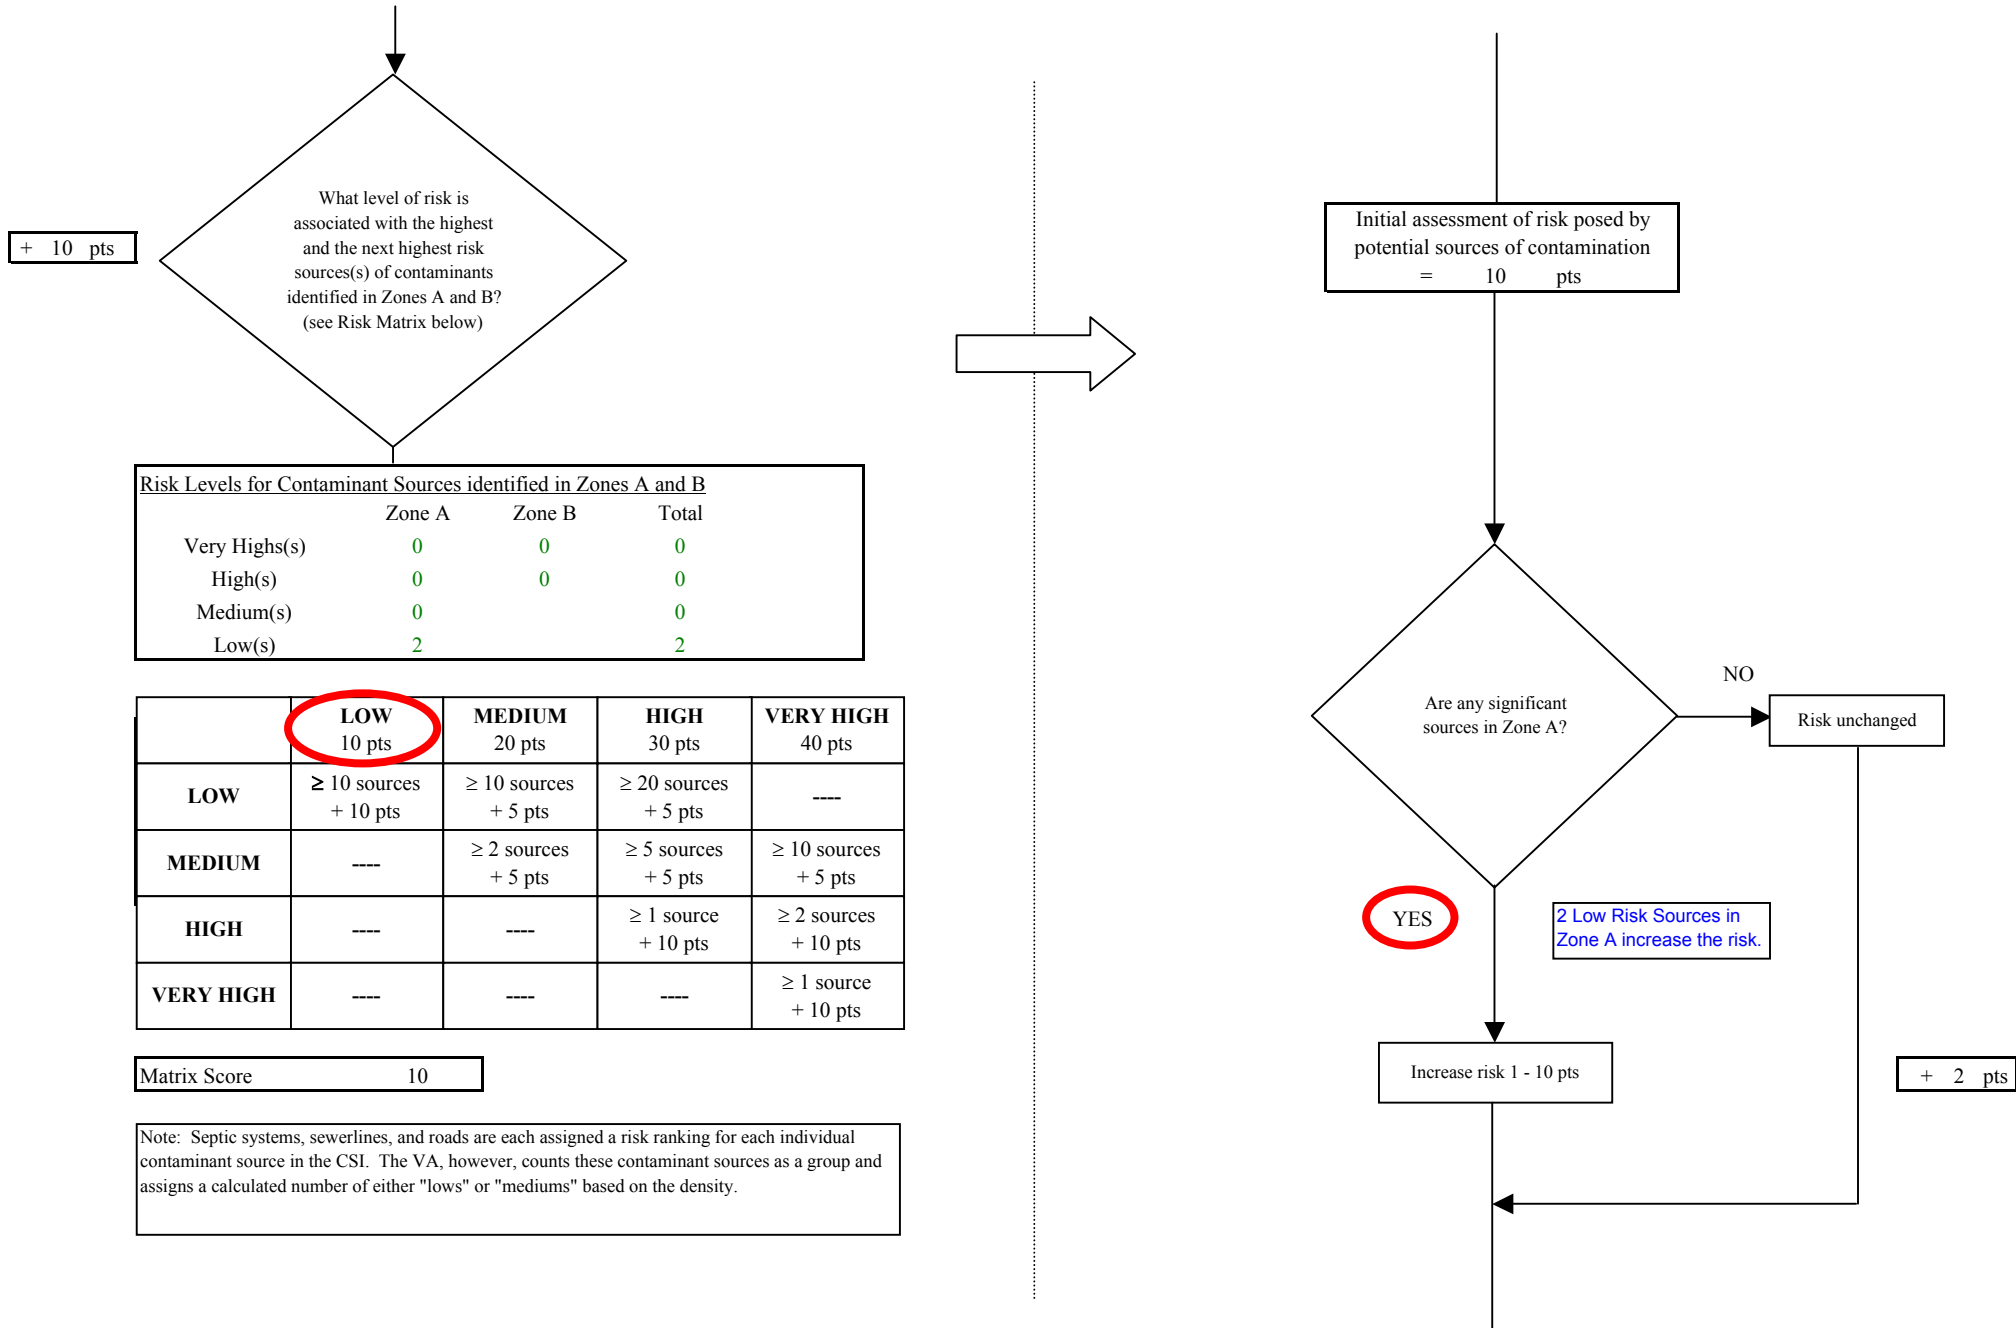 + 10 pts
What level of risk is
associated with the highest
and the next highest risk
sources(s) of contaminants
identified in Zones A and B?
(see Risk Matrix below)
Risk Levels for Contaminant Sources identified in Zones A and B
Zone A Zone B Total
Very Highs(s) 0 0 0
High(s) 0 0 0
Medium(s) 0 0
Low(s) 2 2
LOW MEDIUM HIGH VERY HIGH
10 pts 20 pts 30 pts 40 pts
LOW ≥ 10 sources ≥ 10 sources ≥ 20 sources ----
+ 10 pts + 5 pts + 5 pts
MEDIUM ---- ≥ 2 sources ≥ 5 sources ≥ 10 sources
+ 5 pts + 5 pts + 5 pts
HIGH ---- ---- ≥ 1 source ≥ 2 sources
+ 10 pts + 10 pts
VERY HIGH ---- ---- ---- ≥ 1 source
+ 10 pts
Matrix Score 10
Note: Septic systems, sewerlines, and roads are each assigned a risk ranking for each individual
contaminant source in the CSI. The VA, however, counts these contaminant sources as a group and
assigns a calculated number of either "lows" or "mediums" based on the density.
Initial assessment of risk posed by
potential sources of contamination
= 10 pts
Are any significant
sources in Zone A?
NO
Risk unchanged
YES
2 Low Risk Sources in
Zone A increase the risk.
Increase risk 1 - 10 pts
+ 2 pts